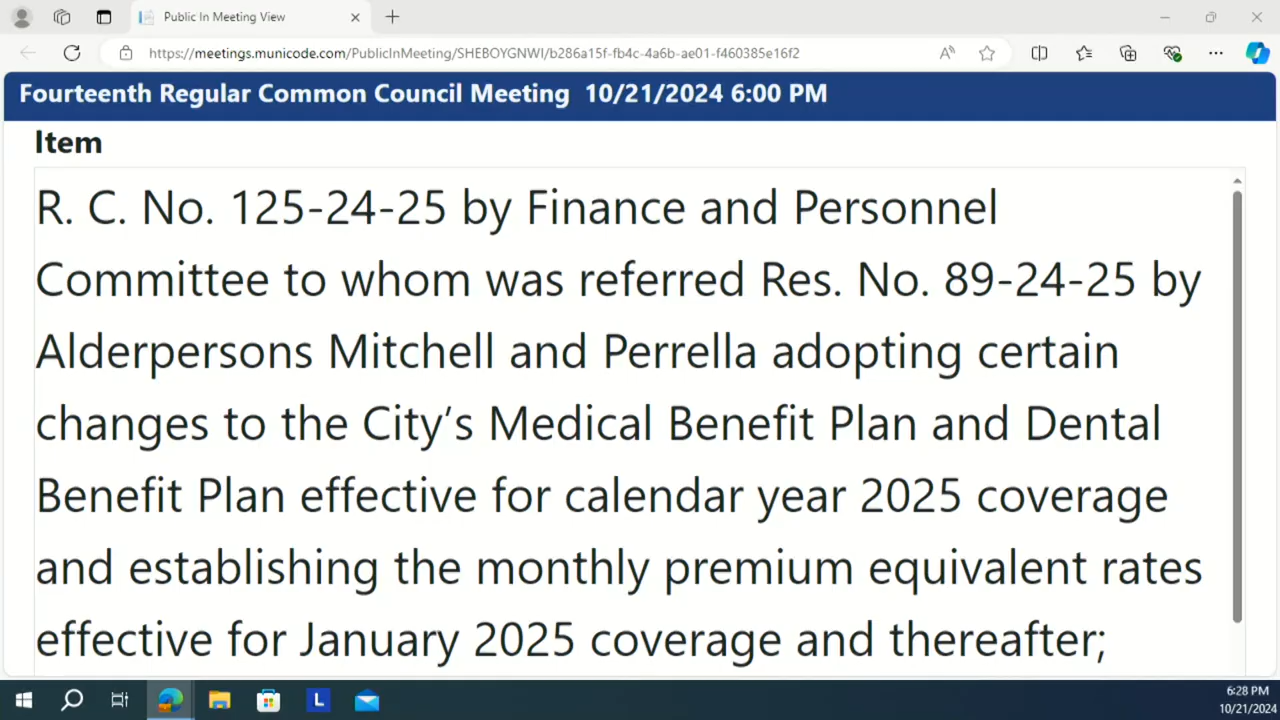 Public In Meeting View
https://meetings.municode.com/PublicInMeeting/SHEBOYGNWI/b286a15f-fb4c-4a6b-ae01-f460385e16f2
Fourteenth Regular Common Council Meeting 10/21/2024 6:00 PM
Item
R. C. No. 125-24-25 by Finance and Personnel
Committee to whom was referred Res. No. 89-24-25 by
Alderpersons Mitchell and Perrella adopting certain
changes to the City’s Medical Benefit Plan and Dental
Benefit Plan effective for calendar year 2025 coverage
and establishing the monthly premium equivalent rates
effective for January 2025 coverage and thereafter;
L
6:28 PM
10/21/2024